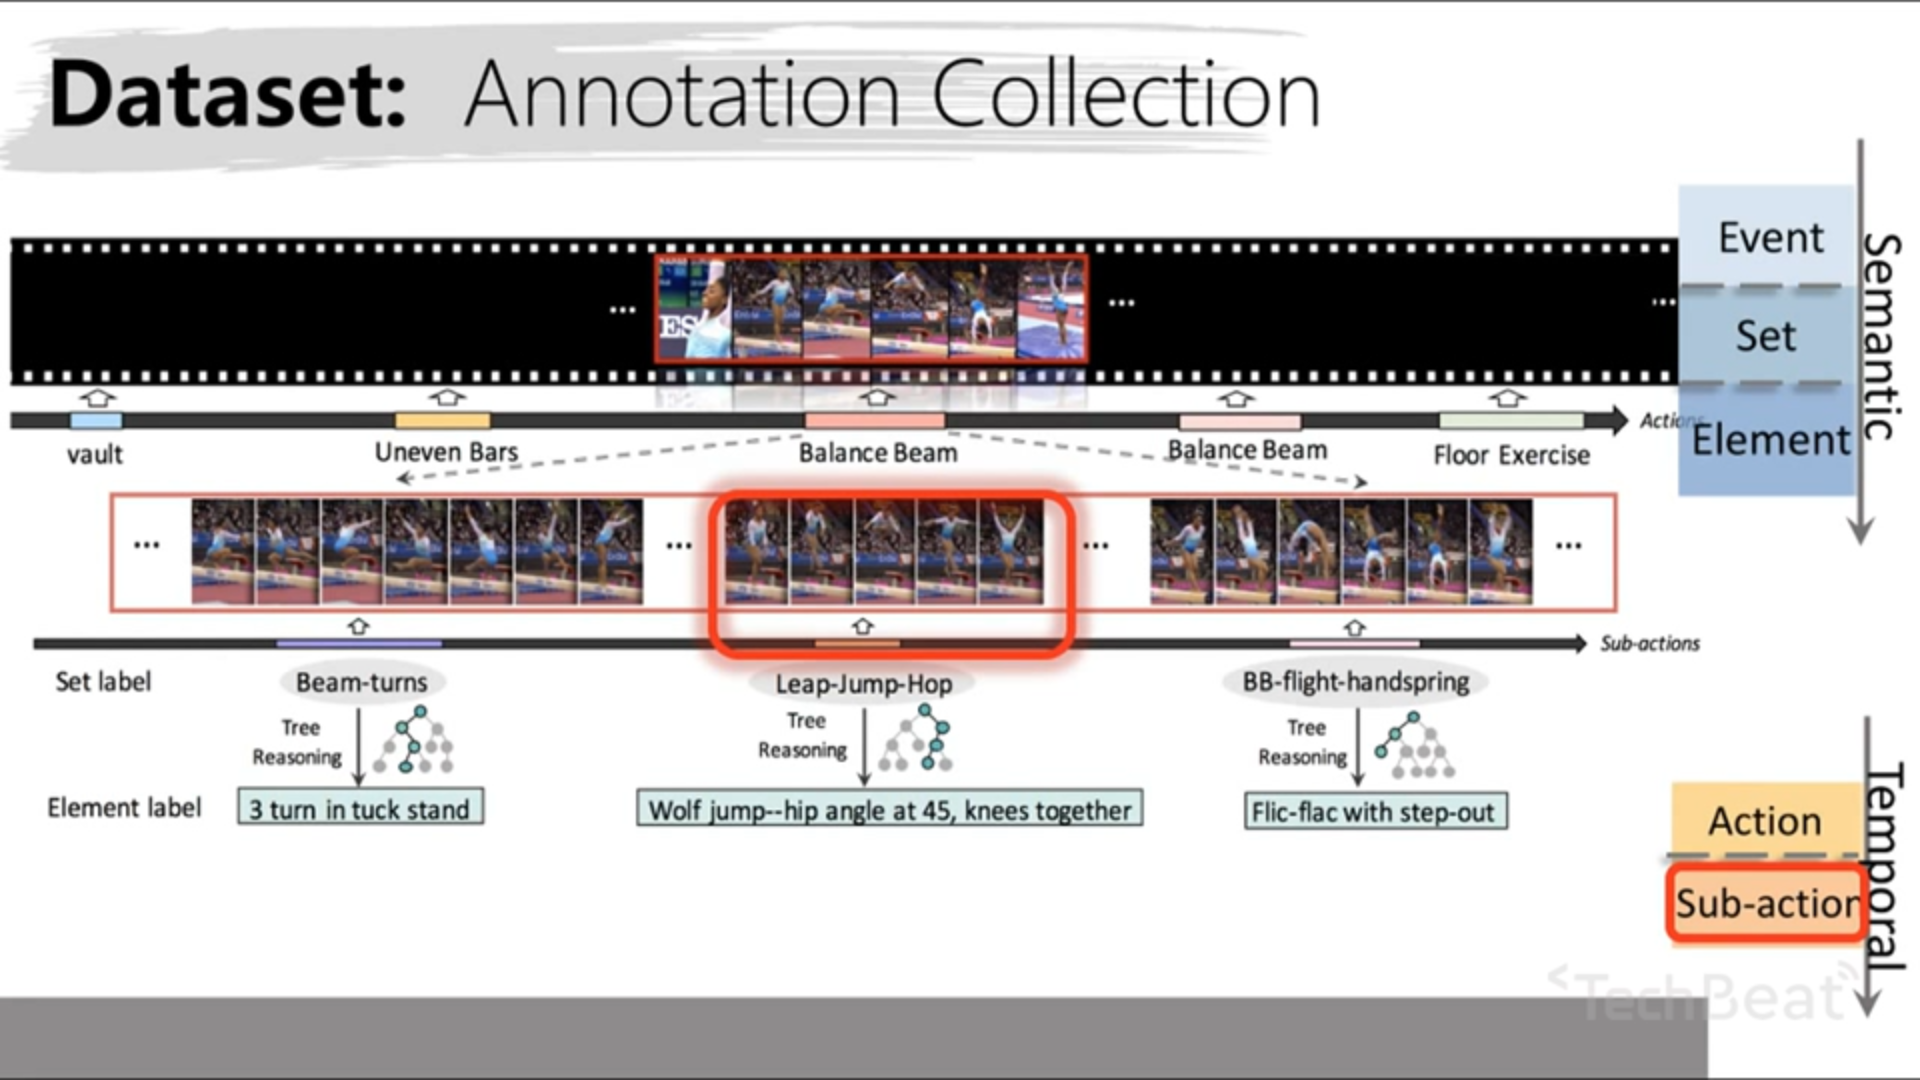 Dataset: Annotation Collection
Event
Set
Element
Semantic
... ES ... ...
Actions
vault
Uneven Bars
Balance Beam
Balance Beam
Floor Exercise
... ... ... ...
Sub-actions
Set label
Beam-turns
Leap-Jump-Hop
BB-flight-handspring
Tree
Reasoning
Tree
Reasoning
Tree
Reasoning
Element label
3 turn in tuck stand
Wolf jump--hip angle at 45, knees together
Flic-flac with step-out
Action
Sub-action
Temporal
TechBeat